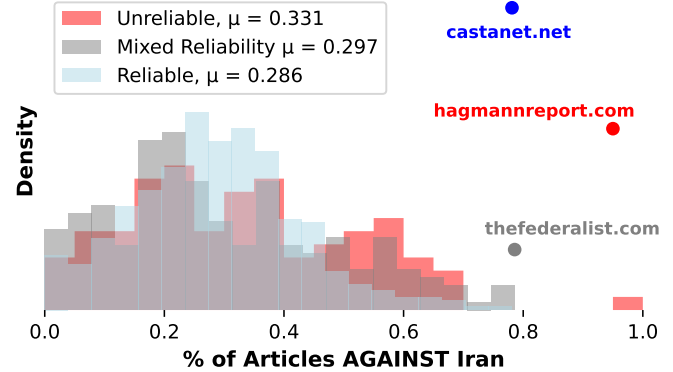 Unreliable, μ = 0.331
Mixed Reliability μ = 0.297
Reliable, μ = 0.286
castanet.net
hagmannreport.com
thefederalist.com
Density
0.0 0.2 0.4 0.6 0.8 1.0
% of Articles AGAINST Iran